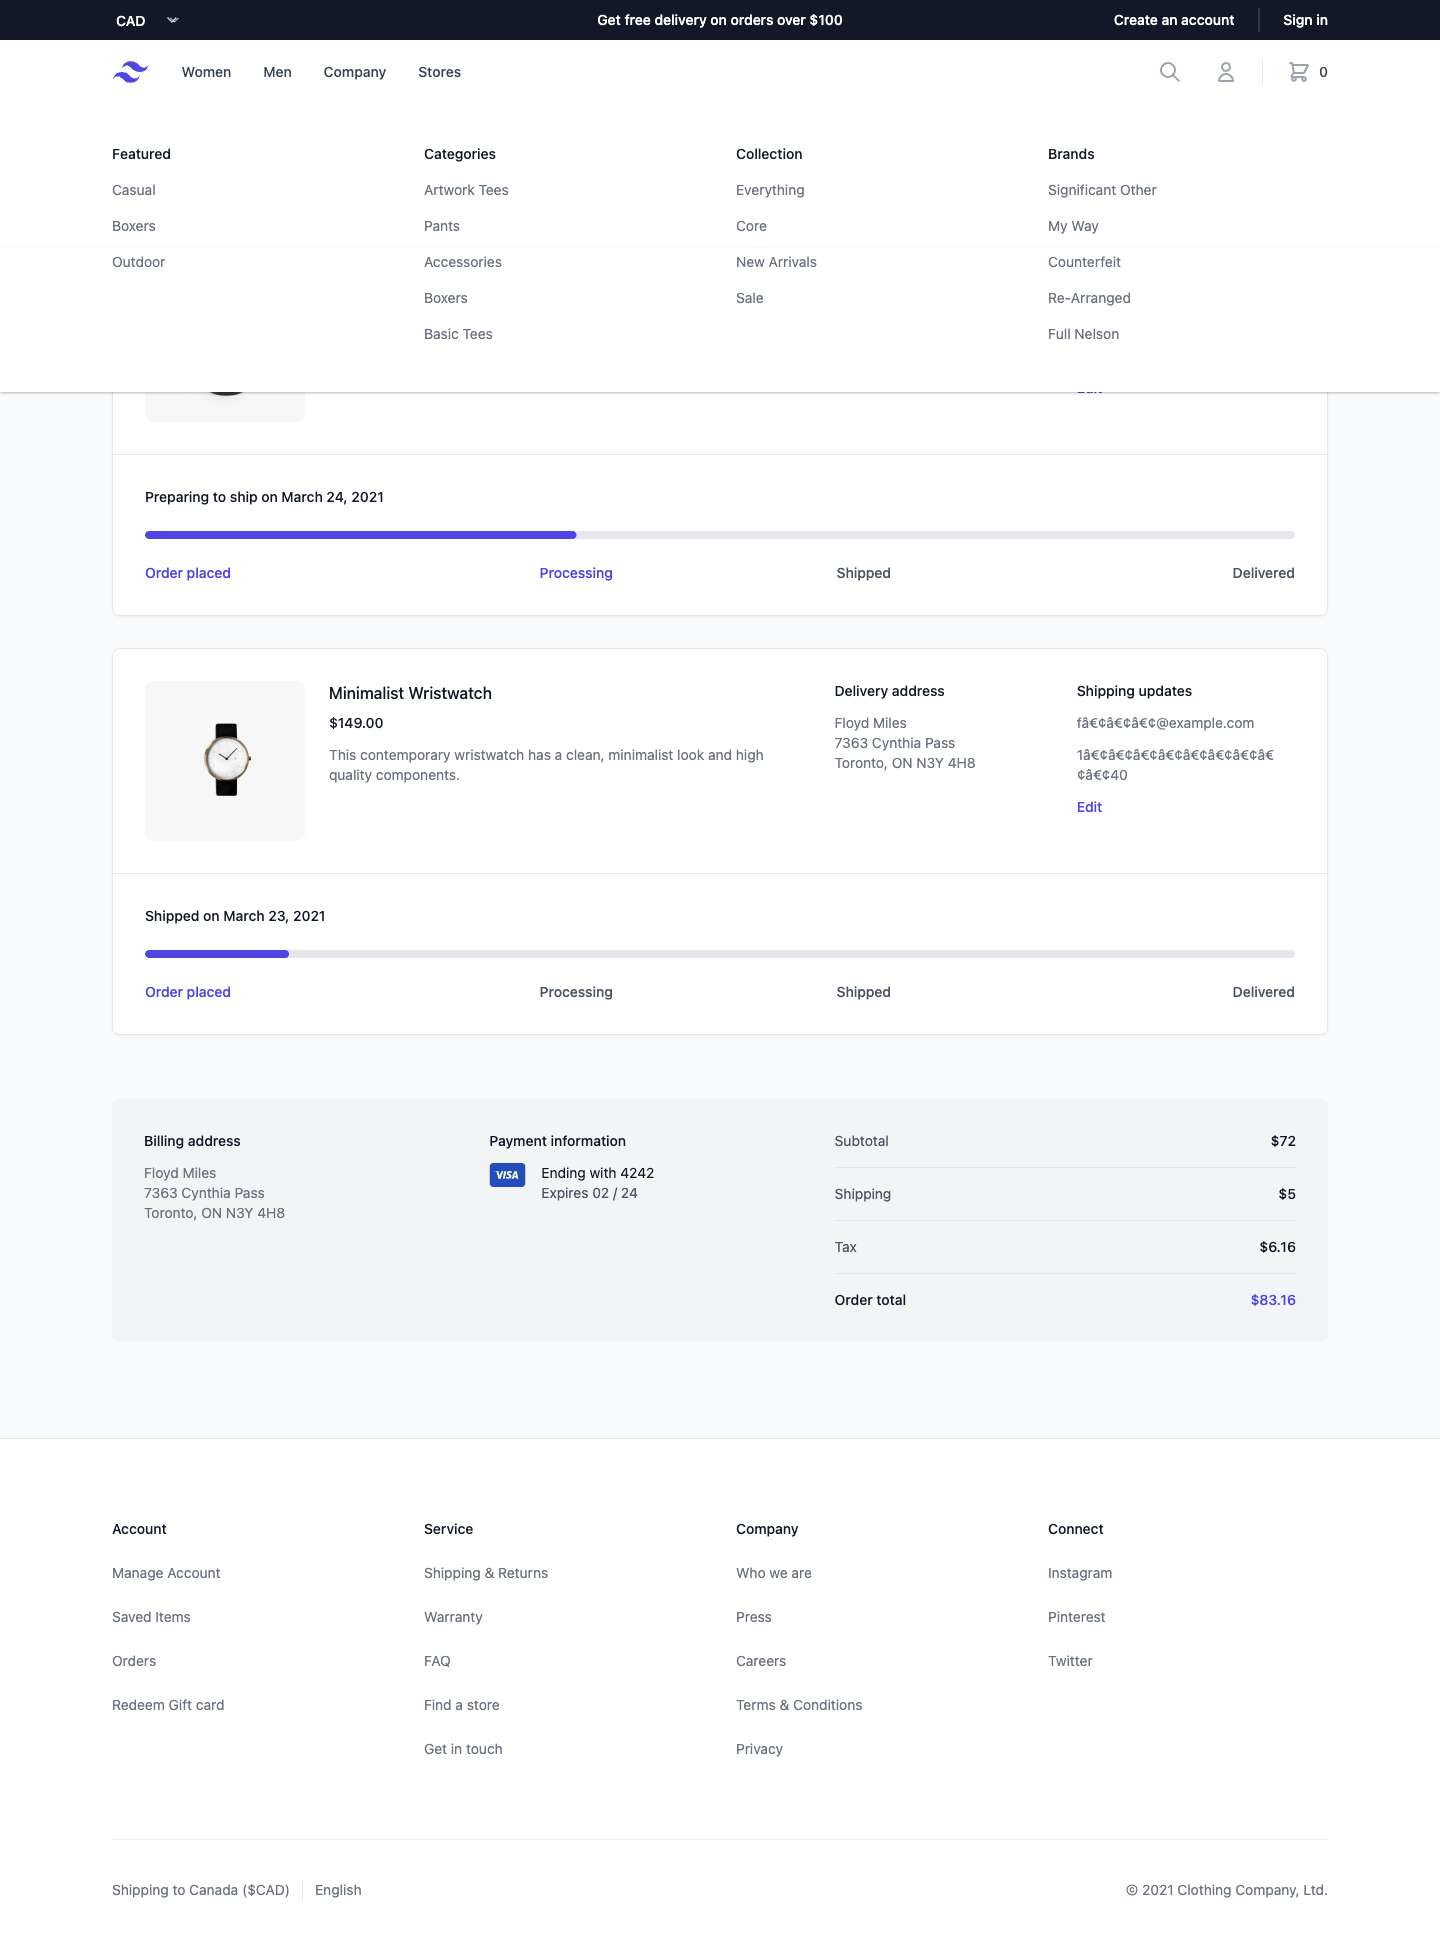 CAD
Get free delivery on orders over $100
Create an account
Sign in
Women
Men
Company
Stores
0
Featured
Casual
Boxers
Outdoor
Categories
Artwork Tees
Pants
Accessories
Boxers
Basic Tees
Collection
Everything
Core
New Arrivals
Sale
Brands
Significant Other
My Way
Counterfeit
Re-Arranged
Full Nelson
Preparing to ship on March 24, 2021
Order placed
Processing
Shipped
Delivered
Minimalist Wristwatch
$149.00
This contemporary wristwatch has a clean, minimalist look and high
quality components.
Delivery address
Floyd Miles
7363 Cynthia Pass
Toronto, ON N3Y 4H8
Shipping updates
fâ€¢â€¢â€¢@example.com
1â€¢â€¢â€¢â€¢â€¢â€¢â€¢â€
¢â€¢40
Edit
Shipped on March 23, 2021
Order placed
Processing
Shipped
Delivered
Billing address
Floyd Miles
7363 Cynthia Pass
Toronto, ON N3Y 4H8
Payment information
VISA
Ending with 4242
Expires 02 / 24
Subtotal
$72
Shipping
$5
Tax
$6.16
Order total
$83.16
Account
Manage Account
Saved Items
Orders
Redeem Gift card
Service
Shipping & Returns
Warranty
FAQ
Find a store
Get in touch
Company
Who we are
Press
Careers
Terms & Conditions
Privacy
Connect
Instagram
Pinterest
Twitter
Shipping to Canada ($CAD)
English
© 2021 Clothing Company, Ltd.